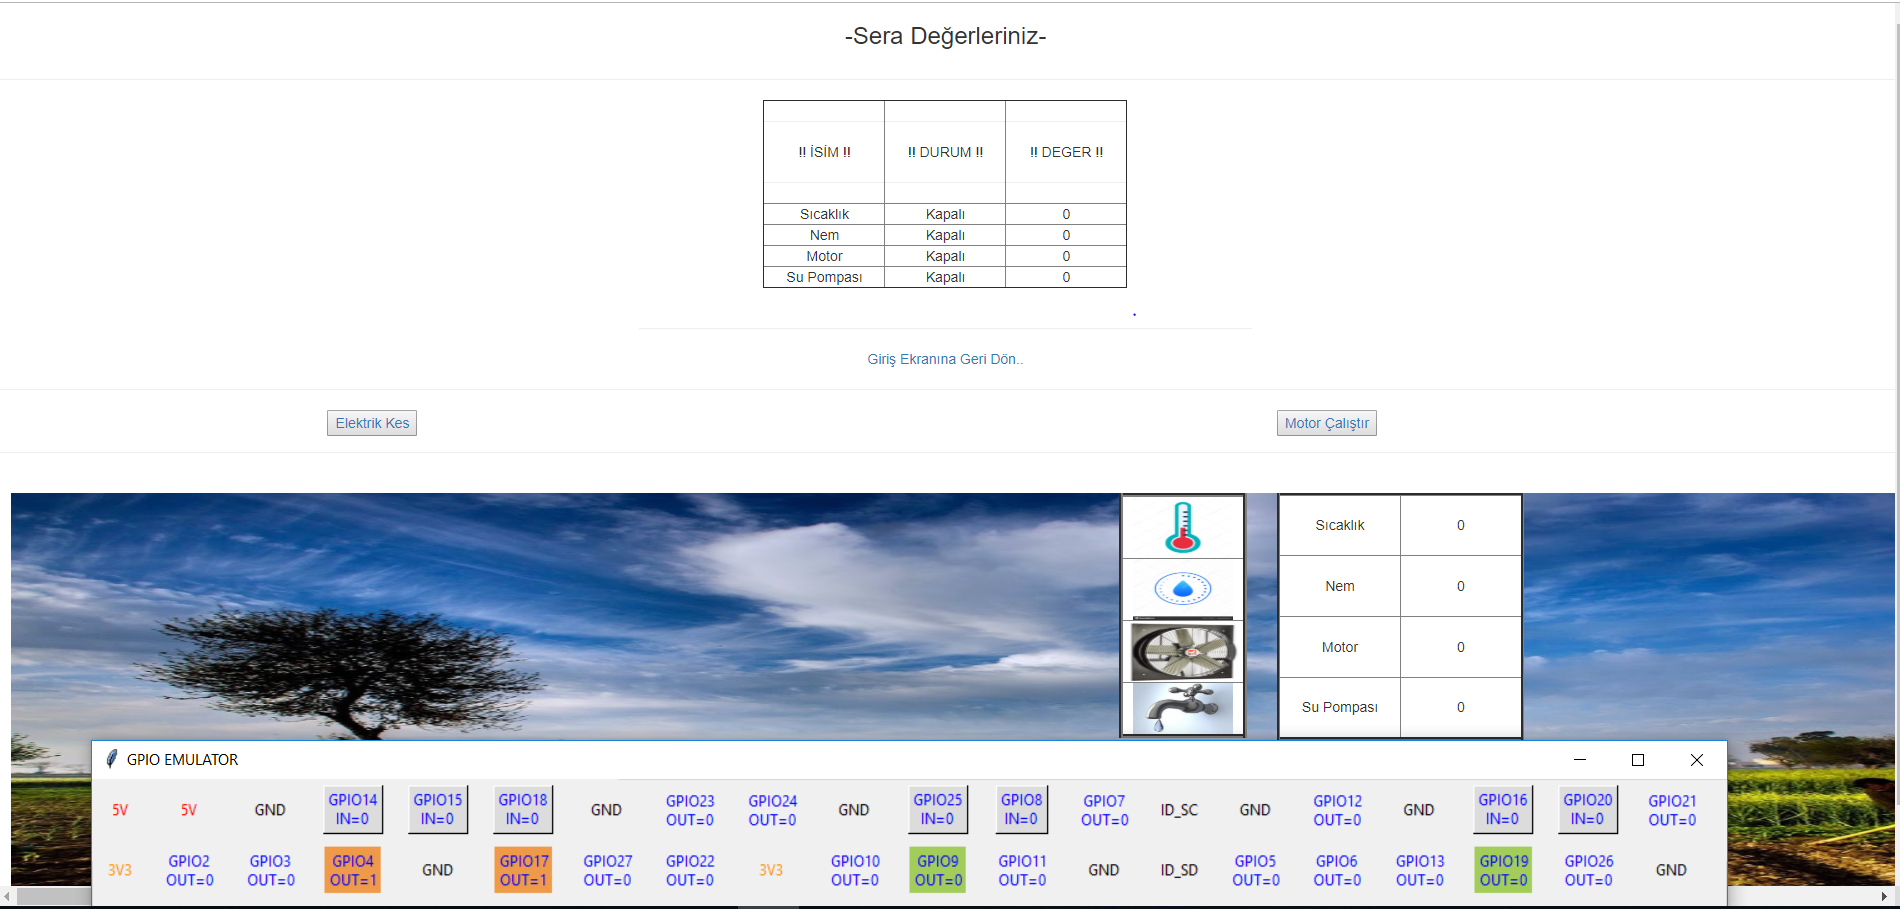 -Sera Değerleriniz-
!! İSİM !! !! DURUM !! !! DEGER !!
Sıcaklık Kapalı 0
Nem Kapalı 0
Motor Kapalı 0
Su Pompası Kapalı 0
.
Giriş Ekranına Geri Dön..
Elektrik Kes Motor Çalıştır
Sıcaklık 0
Nem 0
Motor 0
Su Pompası 0
GPIO EMULATOR
5V 5V GND GPIO14 GPIO15 GPIO18 GND GPIO23 GPIO24 GND GPIO25 GPIO8 GPIO7 ID_SC GND GPIO12 GND GPIO16 GPIO20 GPIO21
IN=0 IN=0 IN=0 OUT=0 OUT=0 IN=0 IN=0 OUT=0 OUT=0 IN=0 IN=0 OUT=0
3V3 GPIO2 GPIO3 GPIO4 GND GPIO17 GPIO27 GPIO22 3V3 GPIO10 GPIO9 GPIO11 GND ID_SD GPIO5 GPIO6 GPIO13 GPIO19 GPIO26 GND
OUT=0 OUT=0 OUT=1 OUT=1 OUT=0 OUT=0 OUT=0 OUT=0 OUT=0 OUT=0 OUT=0 OUT=0 OUT=0 OUT=0